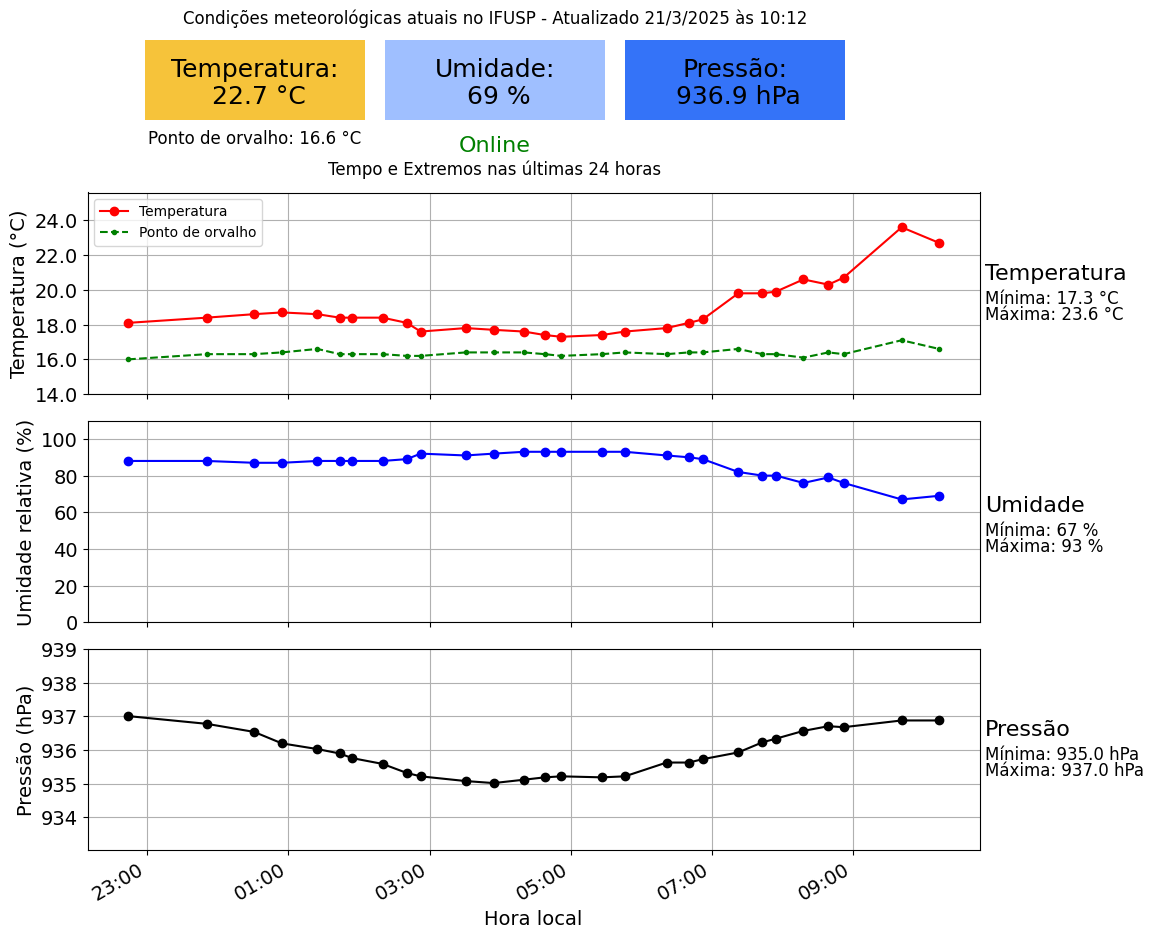 Condições meteorológicas atuais no IFUSP - Atualizado 21/3/2025 às 10:12
Temperatura:
22.7 °C
Umidade:
69 %
Pressão:
936.9 hPa
Ponto de orvalho: 16.6 °C
Online
Tempo e Extremos nas últimas 24 horas
Temperatura (°C)
24.0
22.0
20.0
18.0
16.0
14.0
Temperatura
Ponto de orvalho
Temperatura
Mínima: 17.3 °C
Máxima: 23.6 °C
Umidade relativa (%)
100
80
60
40
20
0
Umidade
Mínima: 67 %
Máxima: 93 %
Pressão (hPa)
939
938
937
936
935
934
Pressão
Mínima: 935.0 hPa
Máxima: 937.0 hPa
23:00
01:00
03:00
05:00
07:00
09:00
Hora local